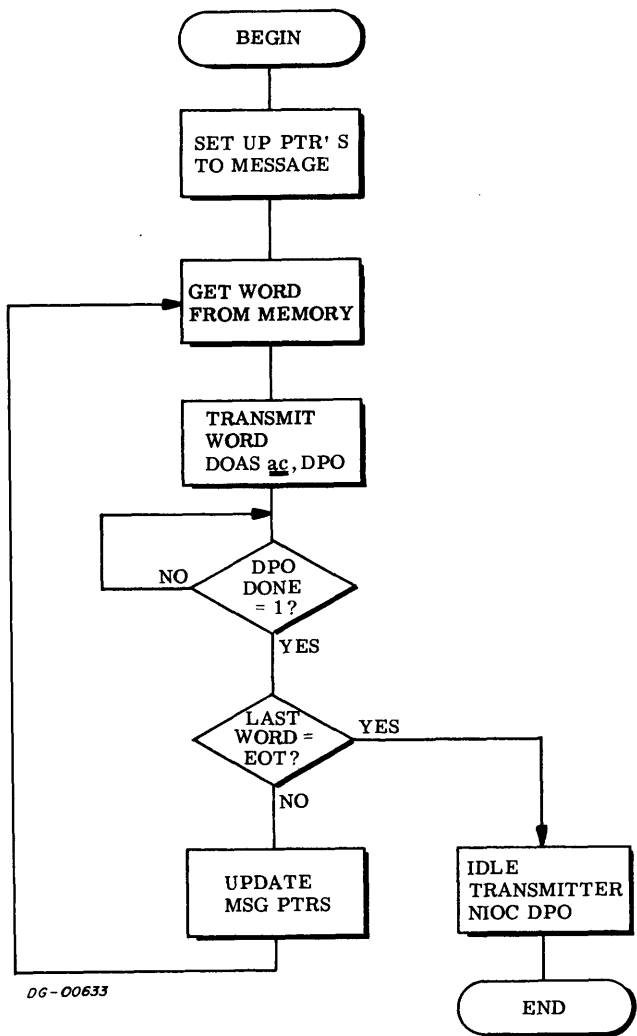 BEGIN
SET UP PTR' S
TO MESSAGE
GET WORD
FROM MEMORY
TRANSMIT
WORD
DOAS ac, DPO
NO
DPO
DONE
= 1?
YES
LAST
WORD =
EOT?
YES
NO
UPDATE
MSG PTRS
IDLE
TRANSMITTER
NIOC DPO
DG-00633
END